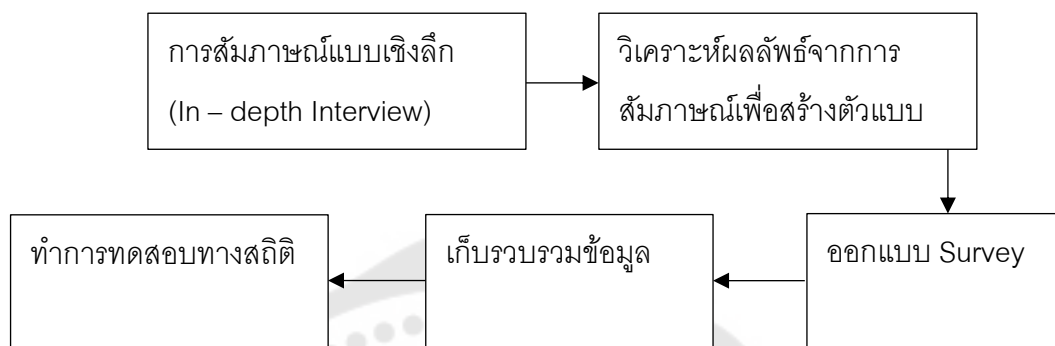 การสัมภาษณ์แบบเชิงลึก
(In – depth Interview)
วิเคราะห์ผลลัพธ์จากการ
สัมภาษณ์เพื่อสร้างตัวแบบ
ออกแบบ Survey
เก็บรวบรวมข้อมูล
ทำการทดสอบทางสถิติ